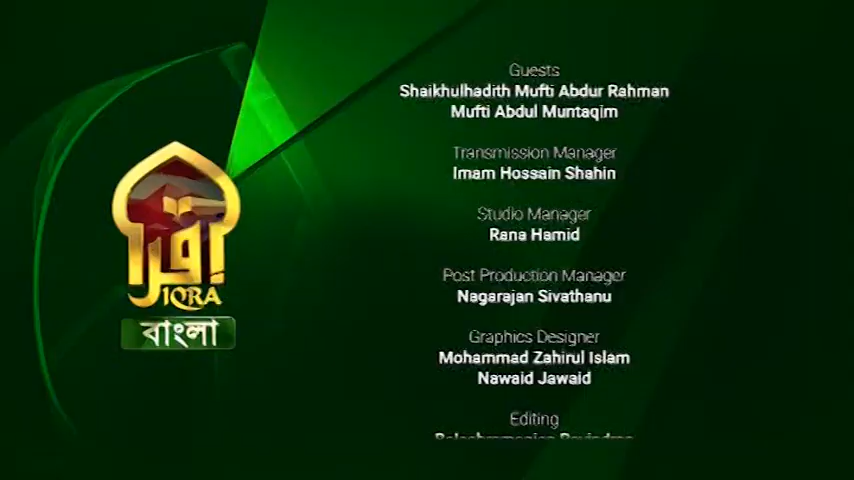 Guests
Shaikhulhadith Mufti Abdur Rahman
Mufti Abdul Muntaqim
Transmission Manager
Imam Hossain Shahin
Studio Manager
Rana Hamid
Post Production Manager
Nagarajan Sivathanu
Graphics Designer
Mohammad Zahirul Islam
Nawaid Jawaid
Editing
اقرأ
IQRA
বাংলা